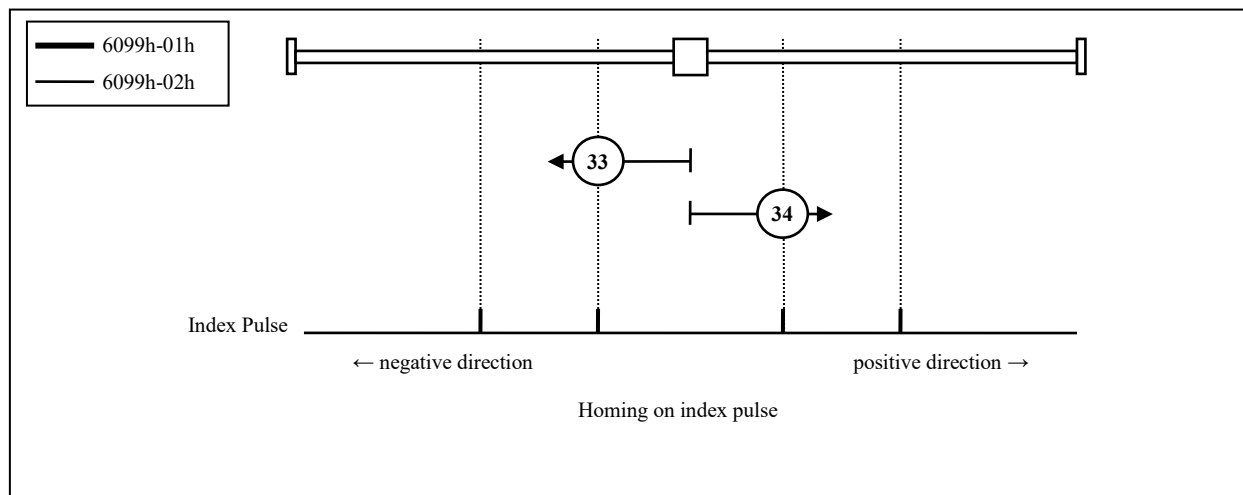 6099h-01h
6099h-02h
33
34
Index Pulse
← negative direction
positive direction →
Homing on index pulse